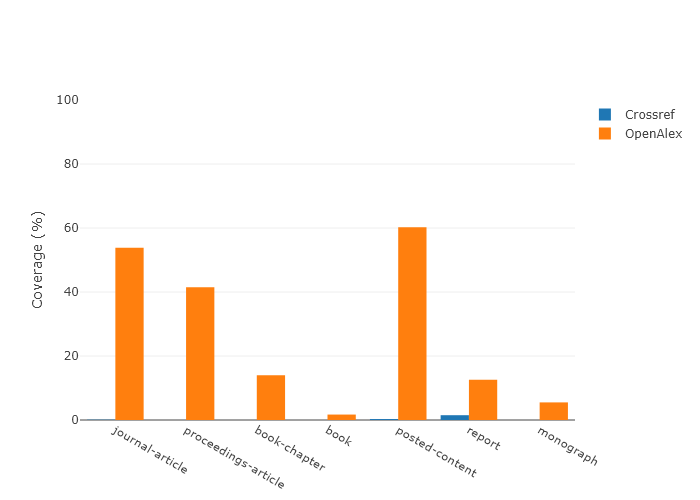 100
80
60
40
20
0
Coverage (%)
journal-article
proceedings-article
book-chapter
book
posted-content
report
monograph
Crossref
OpenAlex